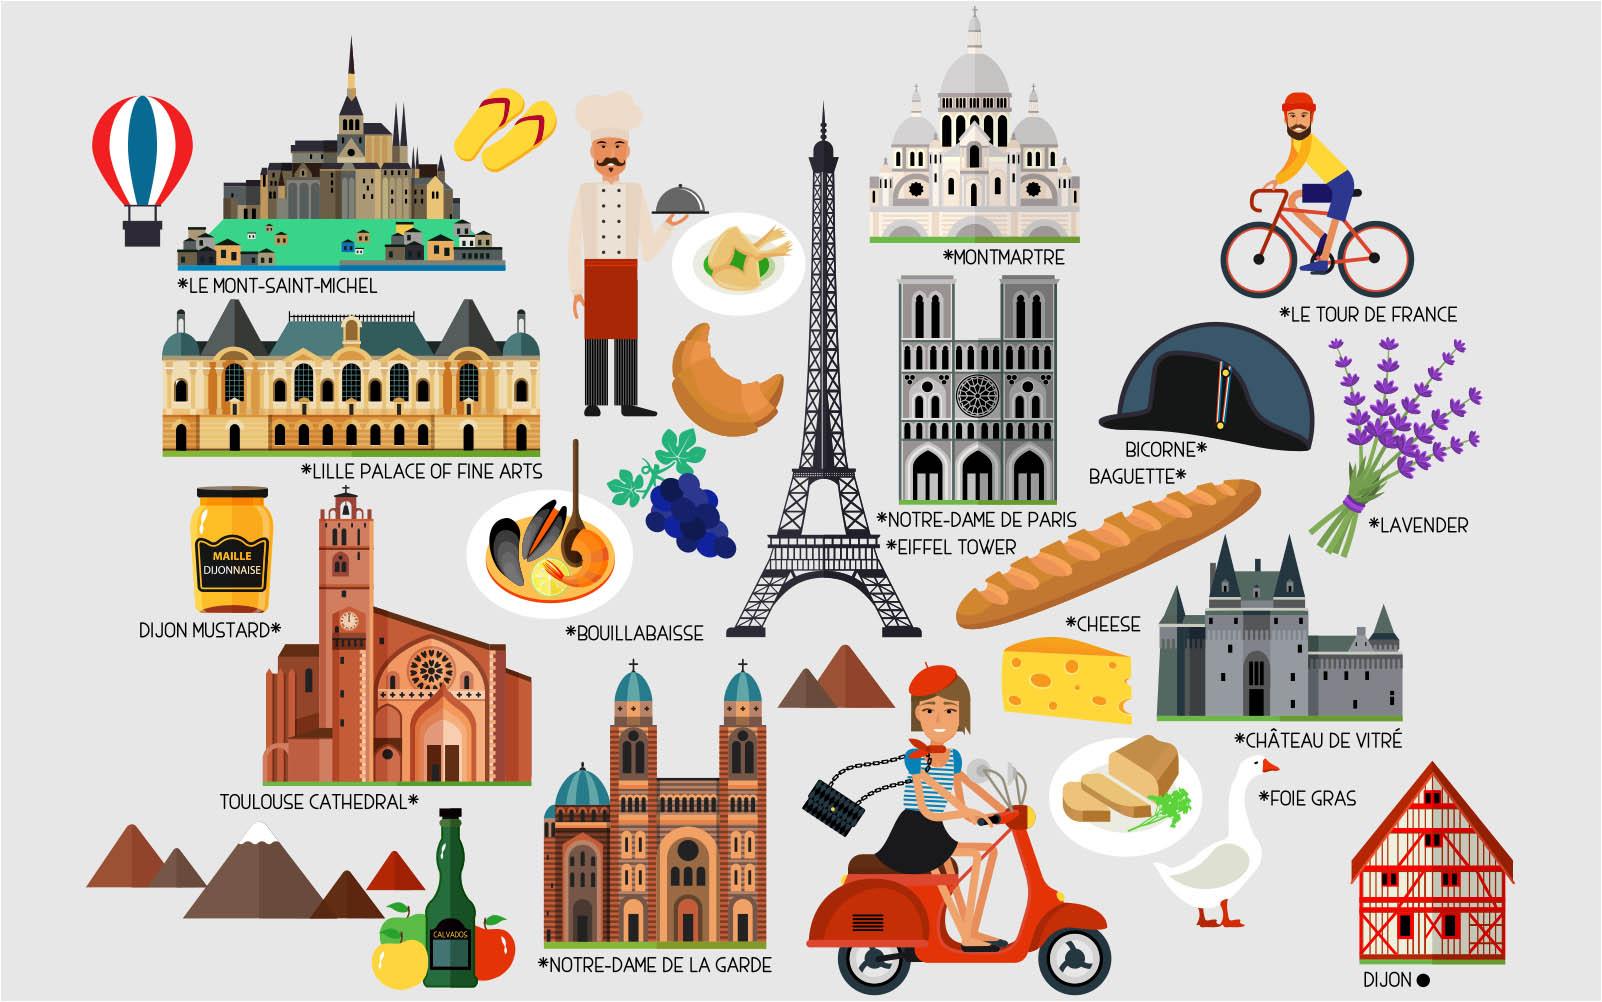 *MONTMARTRE
*LE MONT-SAINT-MICHEL
*LE TOUR DE FRANCE
*LILLE PALACE OF FINE ARTS
BICORNE*
BAGUETTE*
*NOTRE-DAME DE PARIS
*LAVENDER
*EIFFEL TOWER
MAILLE
DIJONNAISE
DIJON MUSTARD*
*BOUILLABAISSE
*CHEESE
*CHÂTEAU DE VITRÉ
TOULOUSE CATHEDRAL*
*FOIE GRAS
CALVADOS
*NOTRE-DAME DE LA GARDE
DIJON ●